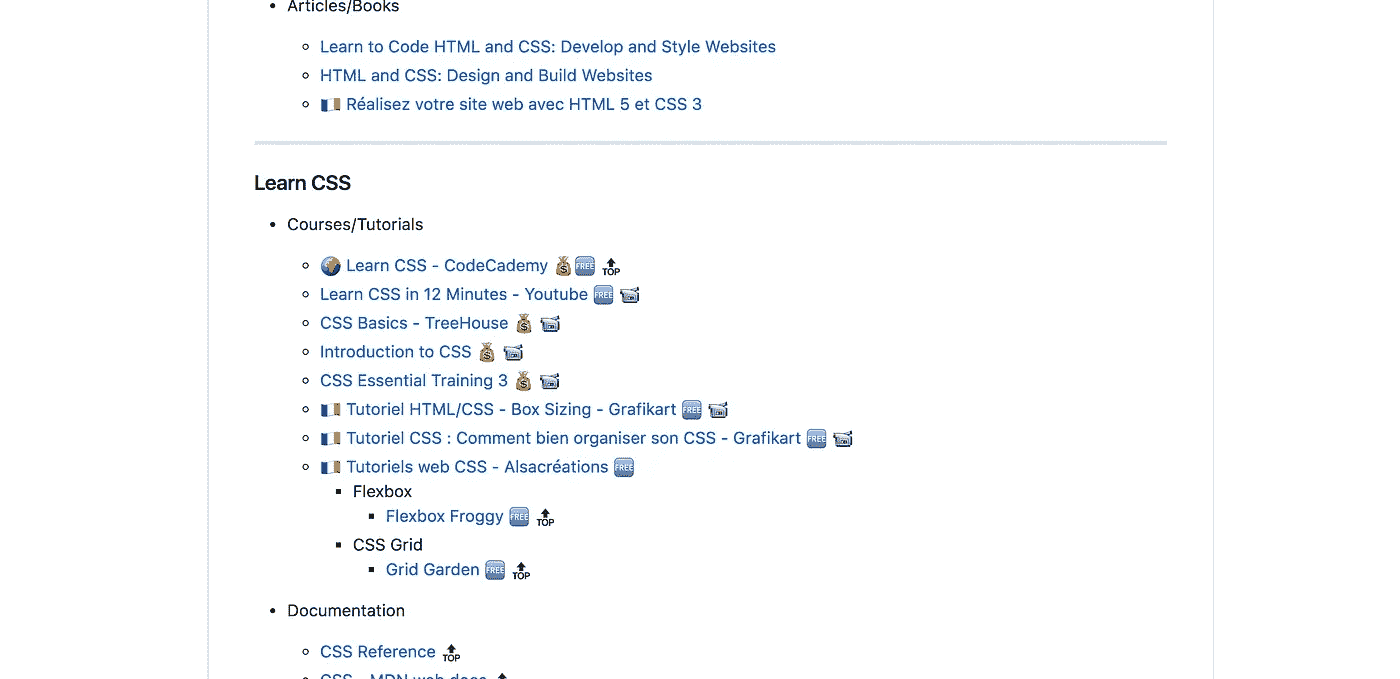 Articles/Books
Learn to Code HTML and CSS: Develop and Style Websites
HTML and CSS: Design and Build Websites
Réalisez votre site web avec HTML 5 et CSS 3
Learn CSS
Courses/Tutorials
Learn CSS - CodeCademy FREE TOP
Learn CSS in 12 Minutes - Youtube FREE
CSS Basics - TreeHouse
Introduction to CSS
CSS Essential Training 3
Tutoriel HTML/CSS - Box Sizing - Grafikart FREE
Tutoriel CSS : Comment bien organiser son CSS - Grafikart FREE
Tutoriels web CSS - Alsacréations FREE
Flexbox
Flexbox Froggy FREE TOP
CSS Grid
Grid Garden FREE TOP
Documentation
CSS Reference TOP
CSS - MDN web docs